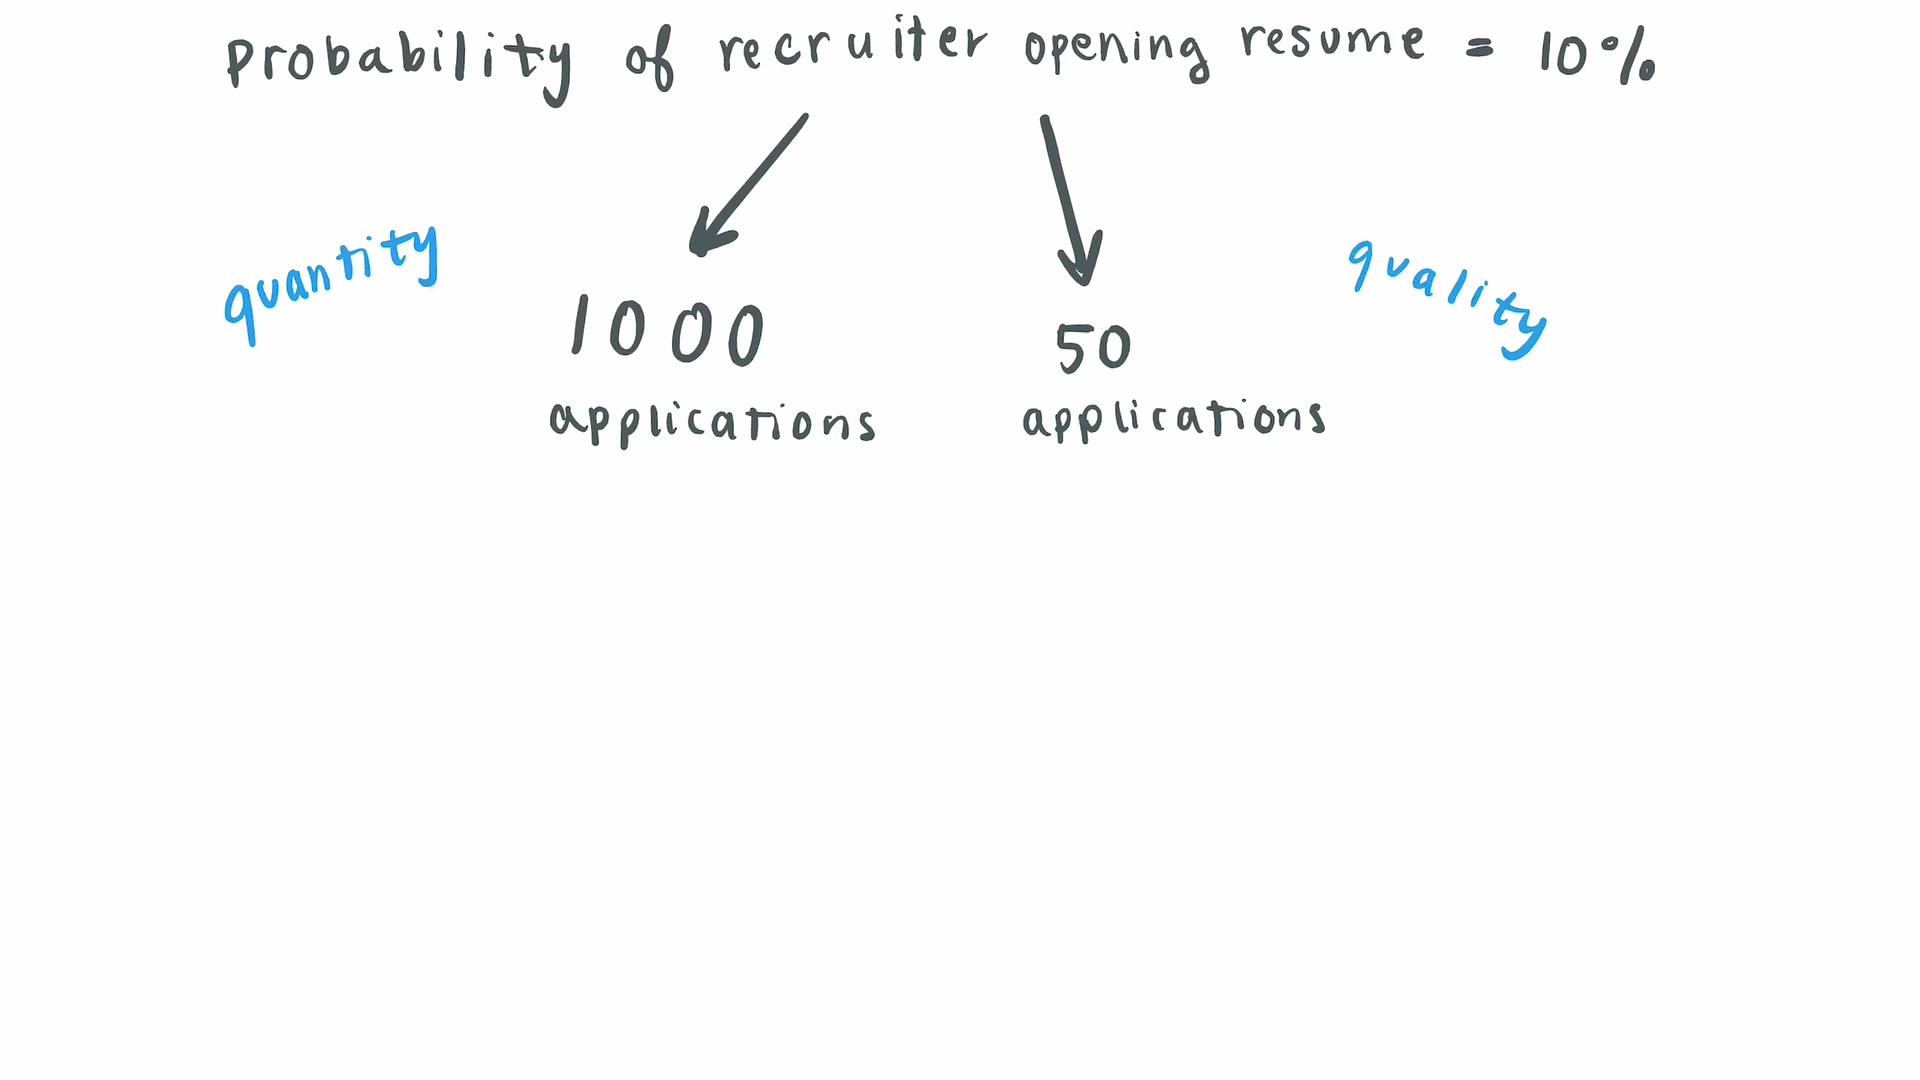 Probability of recruiter opening resume = 10%
quantity
quality
1000
50
applications
applications